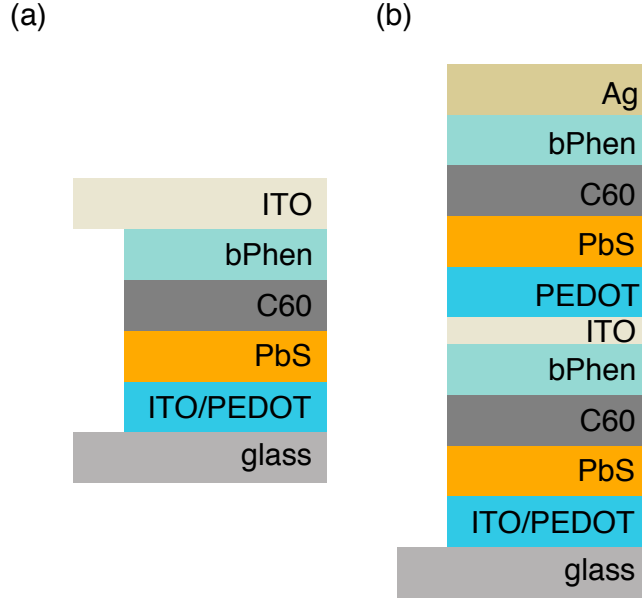 (a)
ITO
bPhen
C60
PbS
ITO/PEDOT
glass
(b)
Ag
bPhen
C60
PbS
PEDOT
ITO
bPhen
C60
PbS
ITO/PEDOT
glass